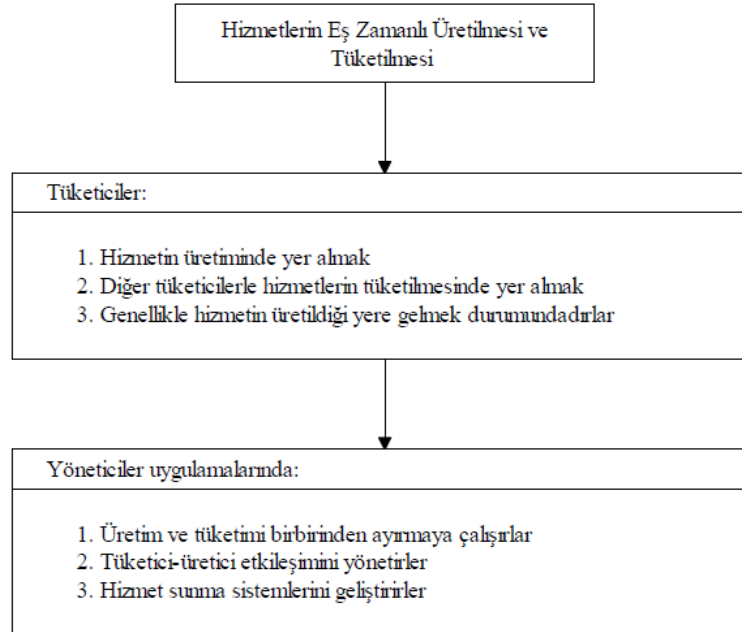 Hizmetlerin Eş Zamanlı Üretilmesi ve
Tüketilmesi
Tüketiciler:
1. Hizmetin üretiminde yer almak
2. Diğer tüketicilerle hizmetlerin tüketilmesinde yer almak
3. Genellikle hizmetin üretildiği yere gelmek durumundadırlar
Yöneticiler uygulamalarında:
1. Üretim ve tüketimi birbirinden ayırmaya çalışırlar
2. Tüketici-üretici etkileşimini yönetirler
3. Hizmet sunma sistemlerini geliştirirler